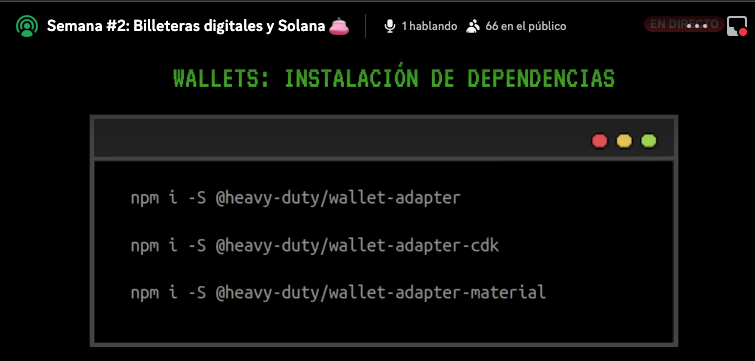 Semana #2: Billeteras digitales y Solana 👛 1 hablando 66 en el público EN DIRECTO
WALLETS: INSTALACIÓN DE DEPENDENCIAS
npm i -S @heavy-duty/wallet-adapter
npm i -S @heavy-duty/wallet-adapter-cdk
npm i -S @heavy-duty/wallet-adapter-material